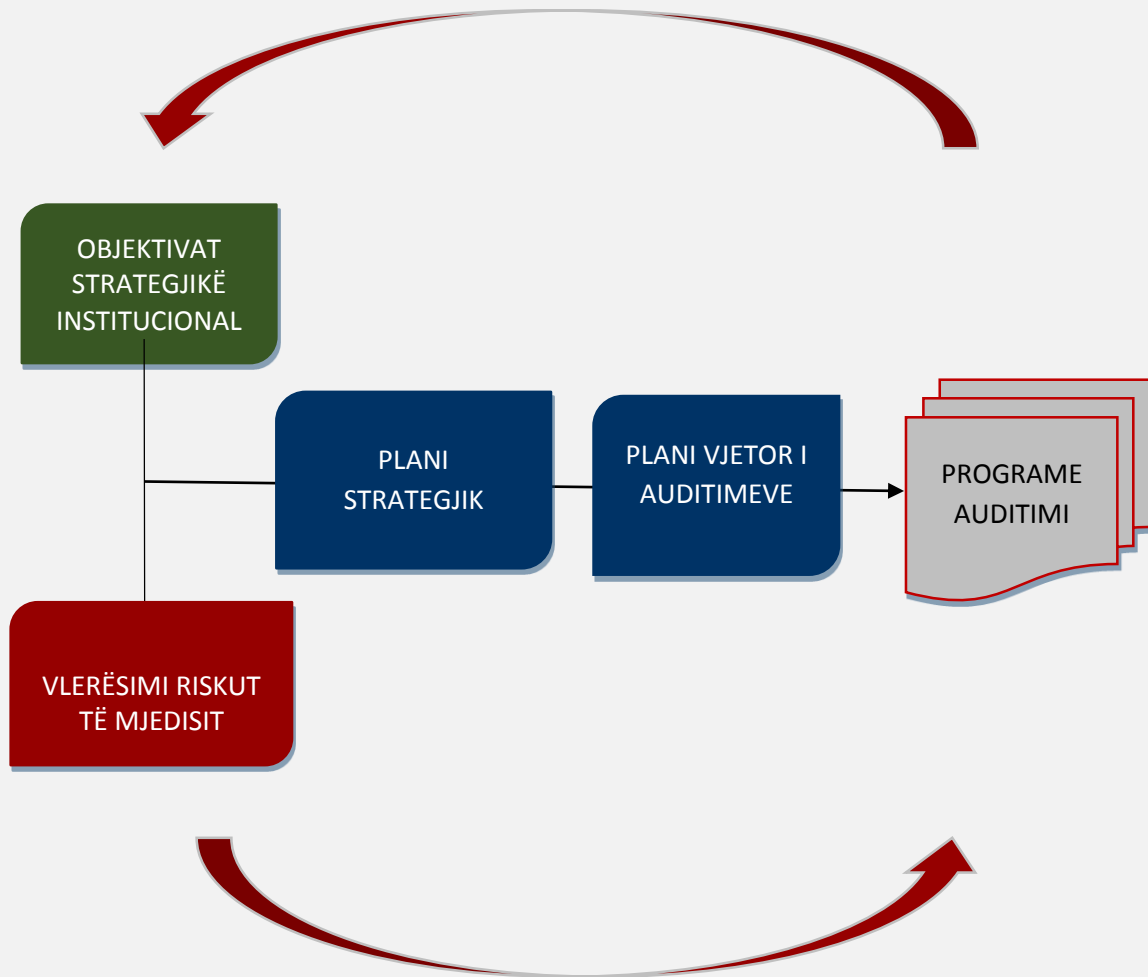 OBJEKTIVAT
STRATEGJIKË
INSTITUCIONAL
PLANI
STRATEGJIK
PLANI VJETOR I
AUDITIMEVE
PROGRAME
AUDITIMI
VLERËSIMI RISKUT
TË MJEDISIT